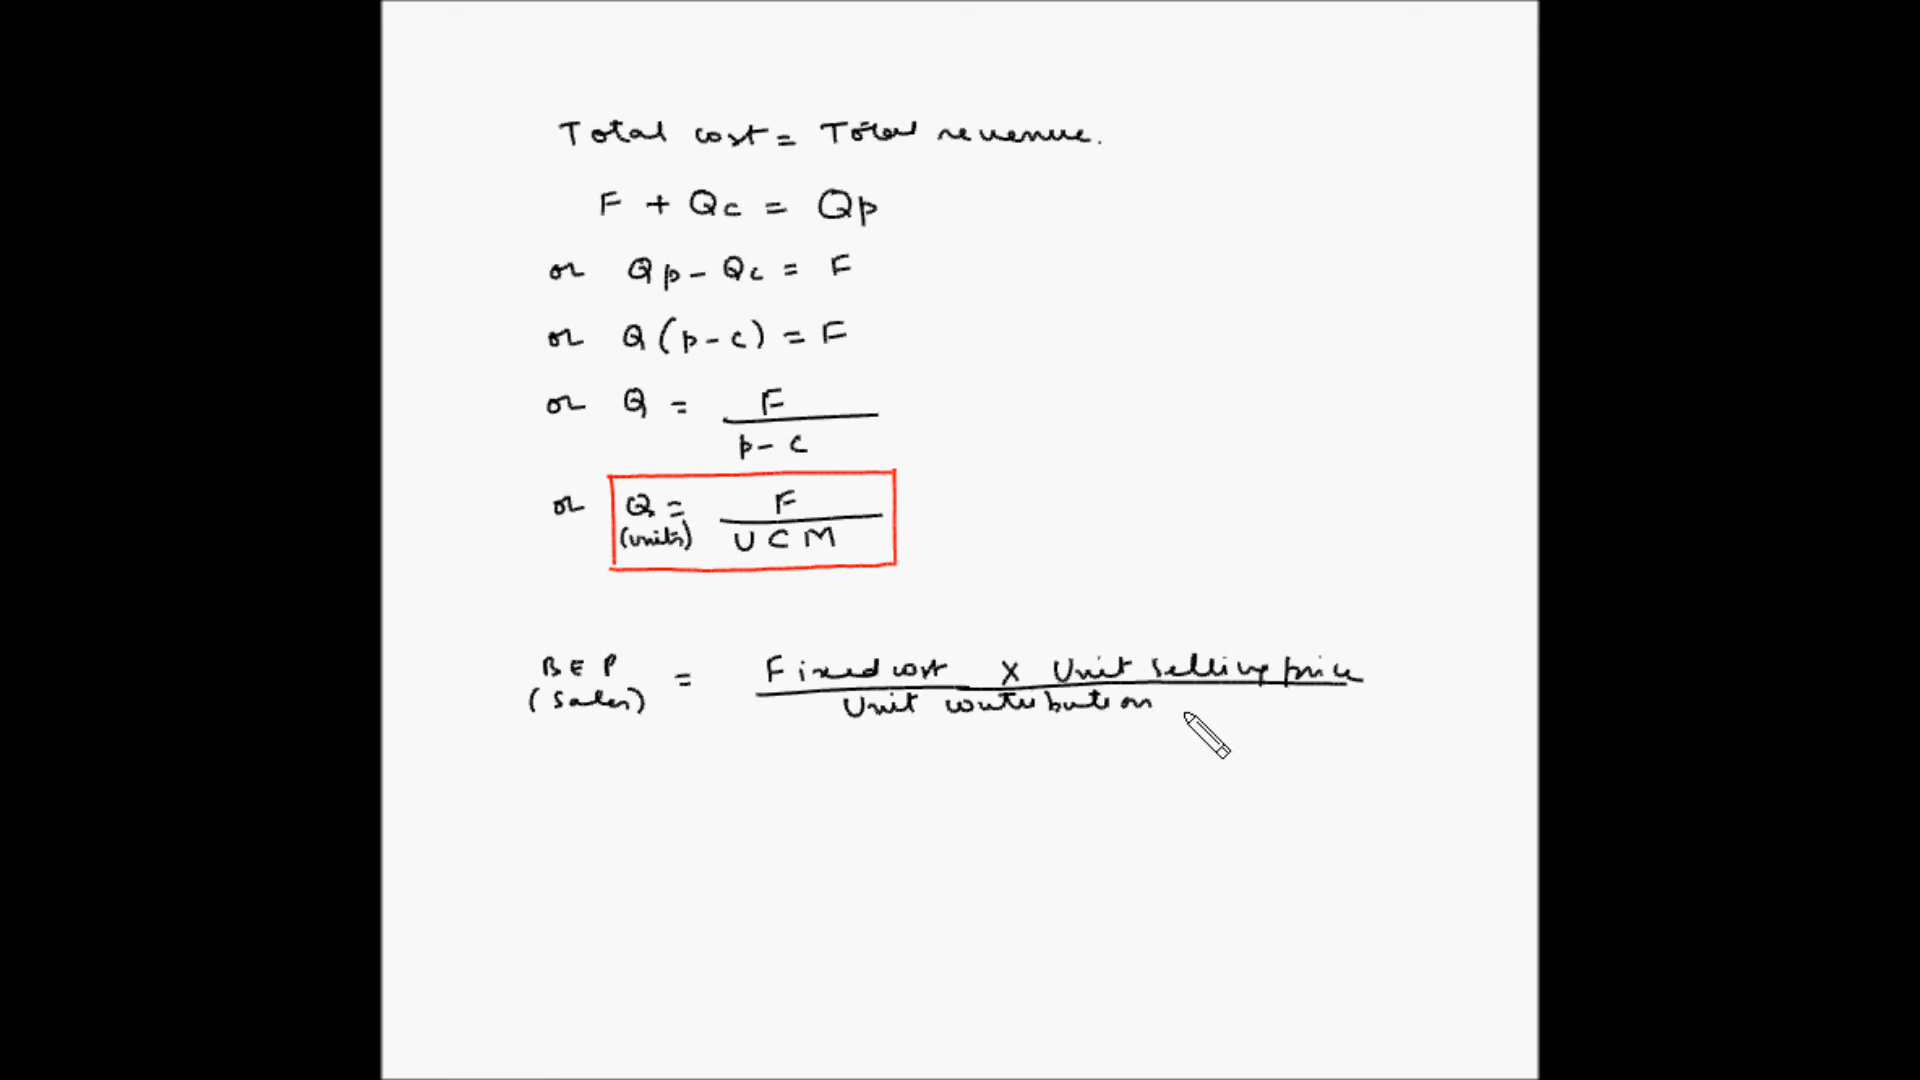 Total cost = Total revenue.
F + Qc = Qp
or Qp - Qc = F
or Q(p-c) = F
or Q = F
p - c
or Q = F
(units) UCM
BEP = Fixed cost X Unit selling price
(Sales) Unit contribution